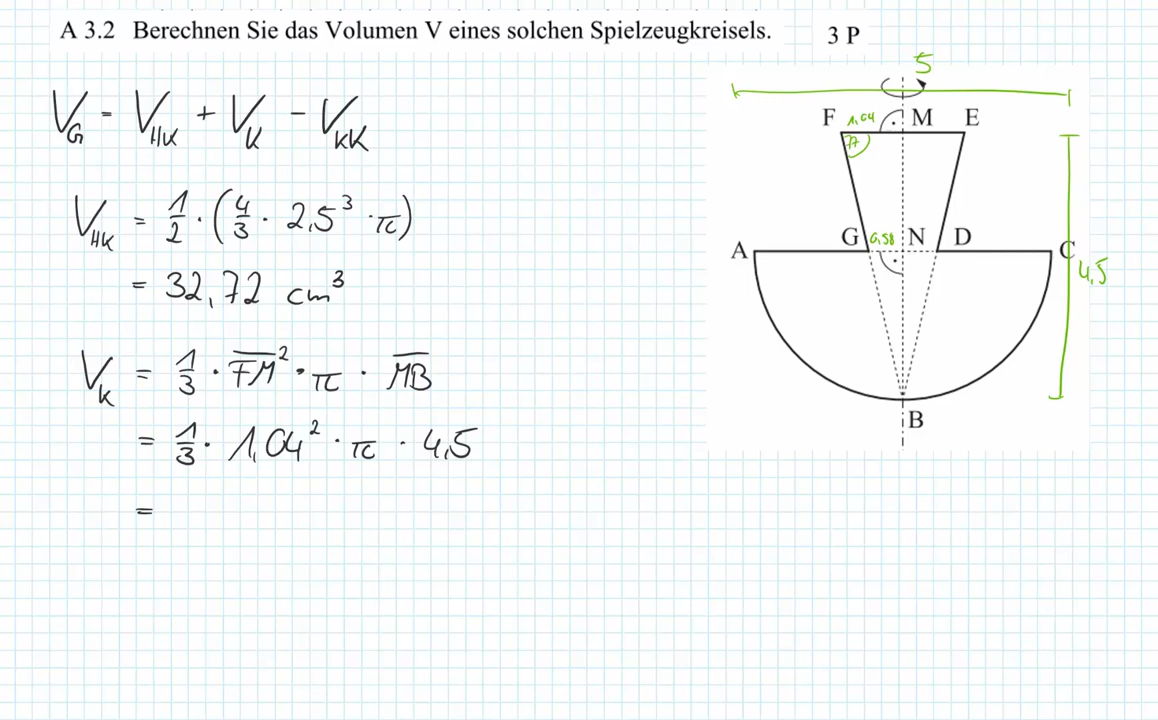 A 3.2 Berechnen Sie das Volumen V eines solchen Spielzeugkreisels. 3 P
V_G = V_HK + V_K - V_KK
V_HK = 1/2 · (4/3 · 2,5³ · π)
= 32,72 cm³
V_K = 1/3 · F̅M̅² · π · M̅B̅
= 1/3 · 1,04² · π · 4,5
=
5
F 1,04 M E
77
A G 0,58 N D C
4,5
B